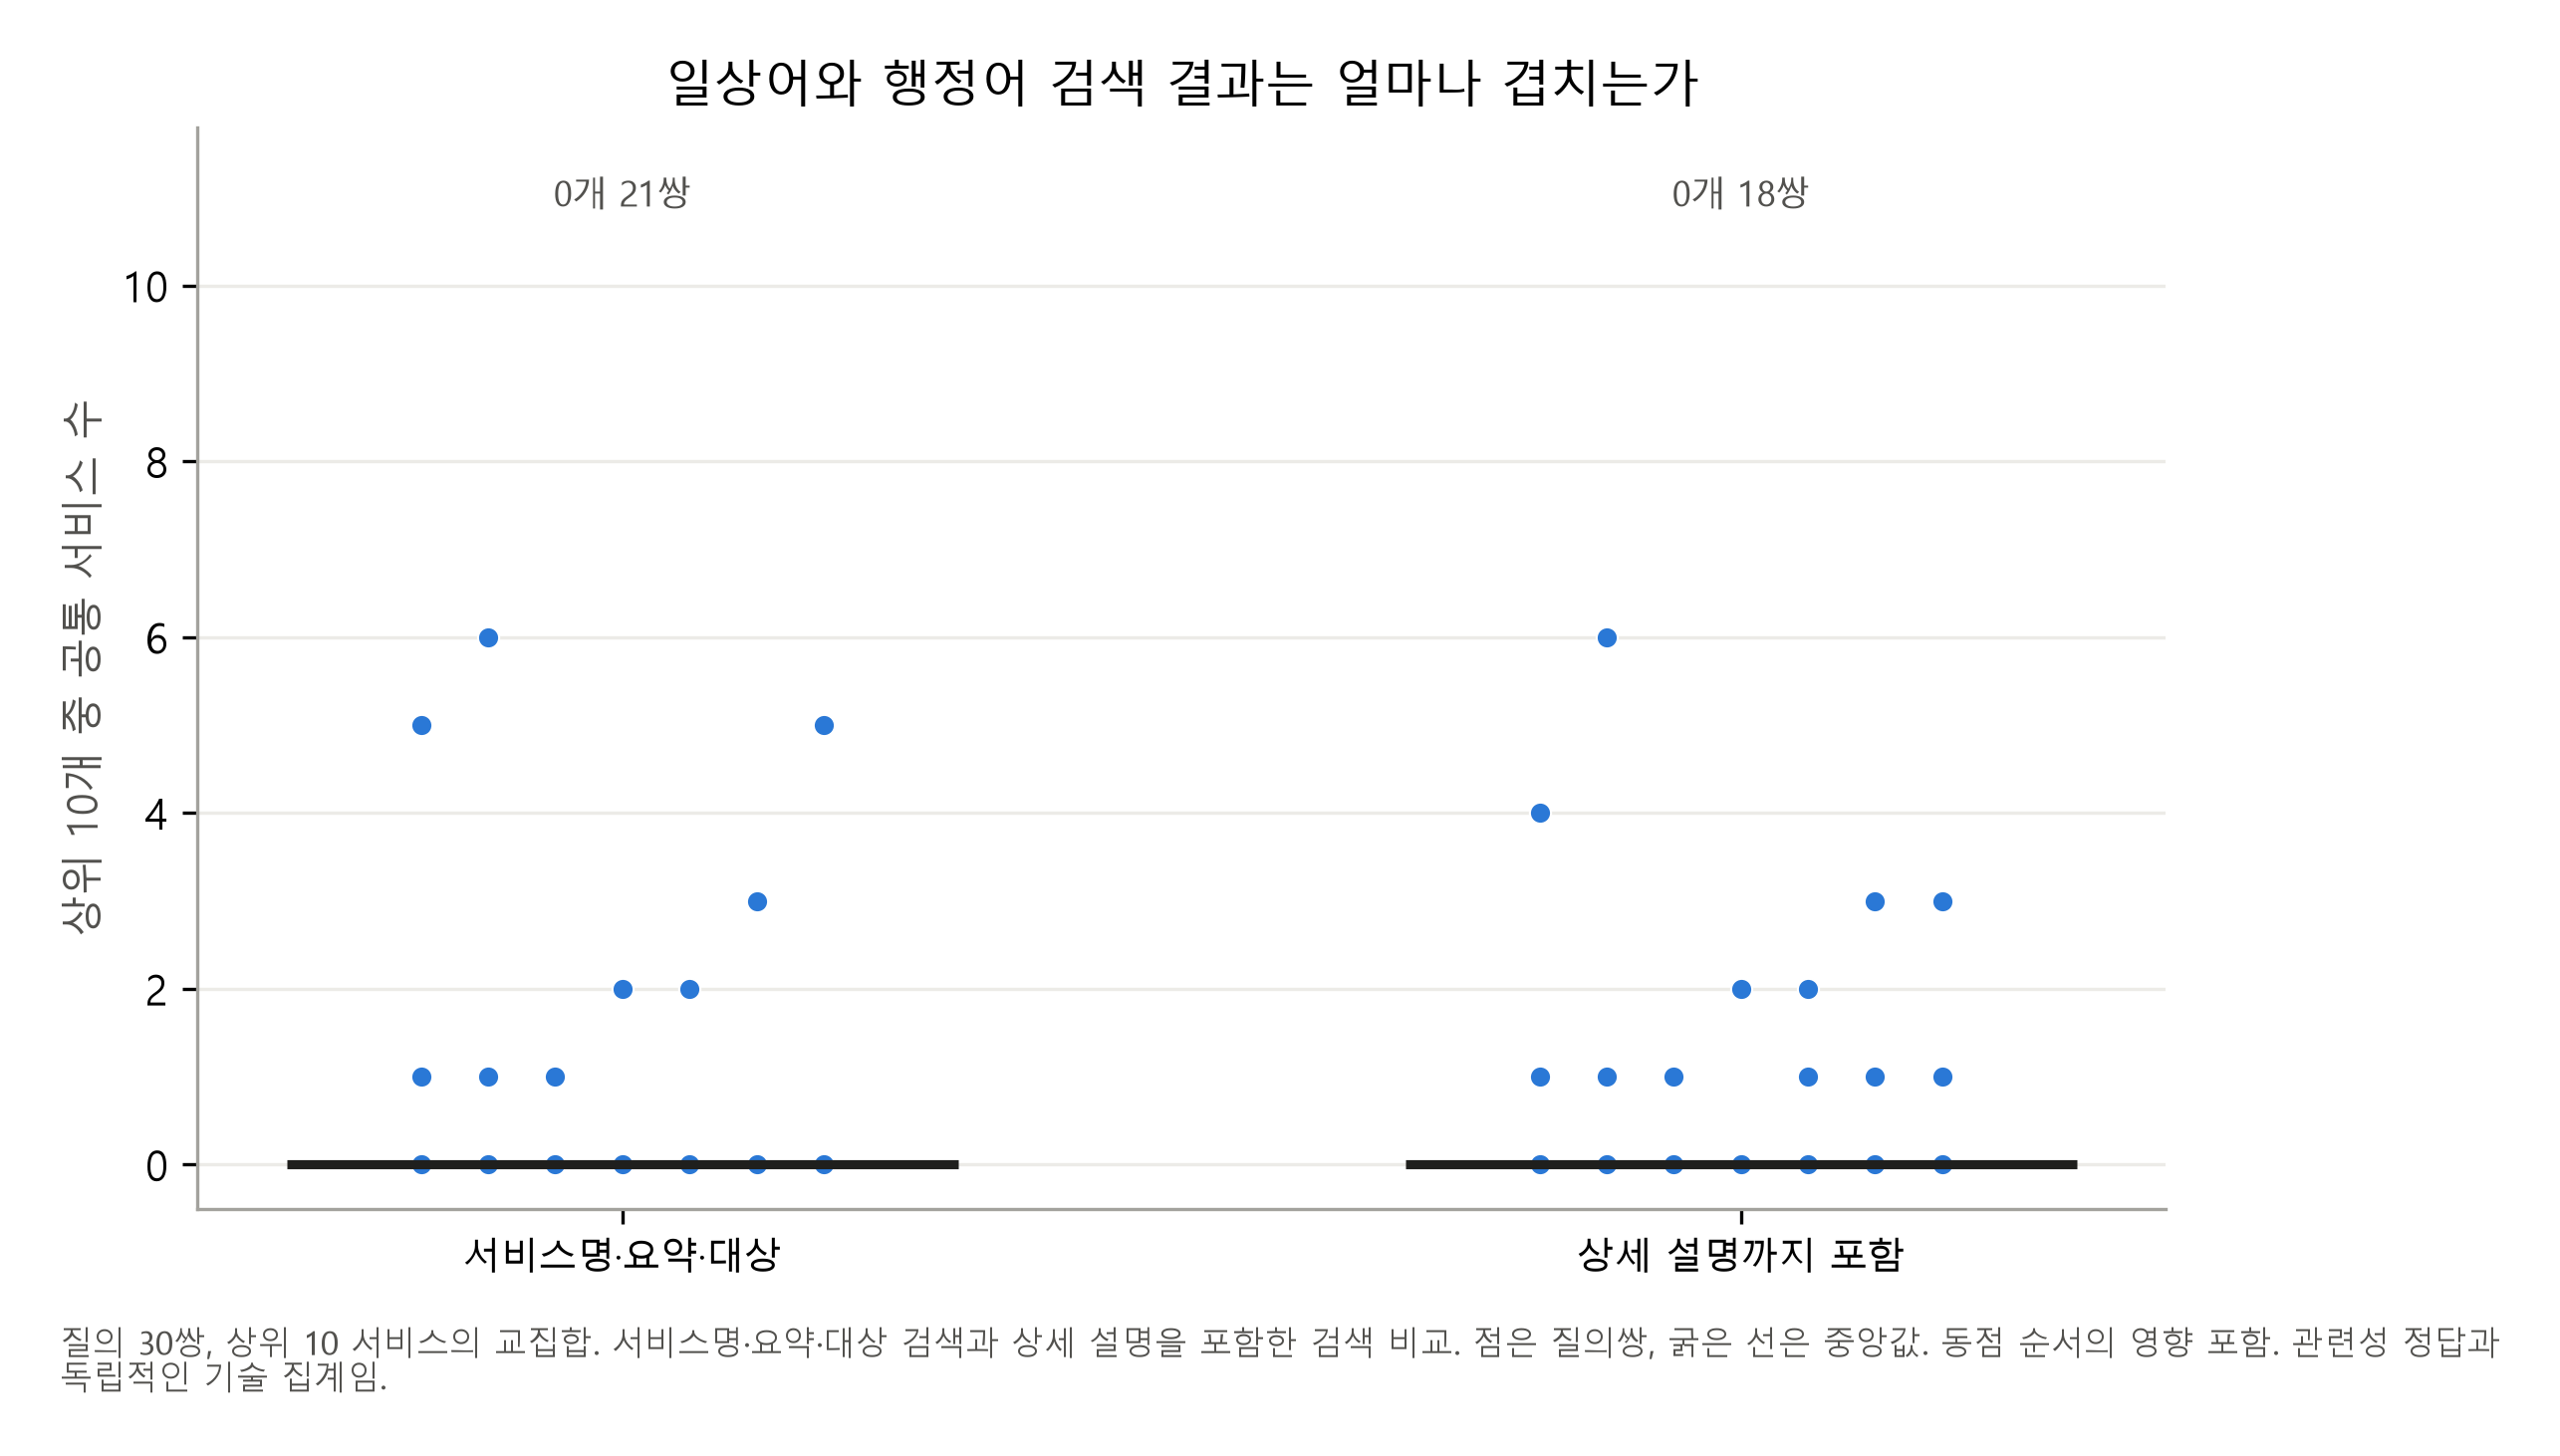 일상어와 행정어 검색 결과는 얼마나 겹치는가
0개 21쌍
0개 18쌍
상위 10개 중 공통 서비스 수
10
8
6
4
2
0
서비스명·요약·대상
상세 설명까지 포함
질의 30쌍, 상위 10 서비스의 교집합. 서비스명·요약·대상 검색과 상세 설명을 포함한 검색 비교. 점은 질의쌍, 굵은 선은 중앙값. 동점 순서의 영향 포함. 관련성 정답과
독립적인 기술 집계임.